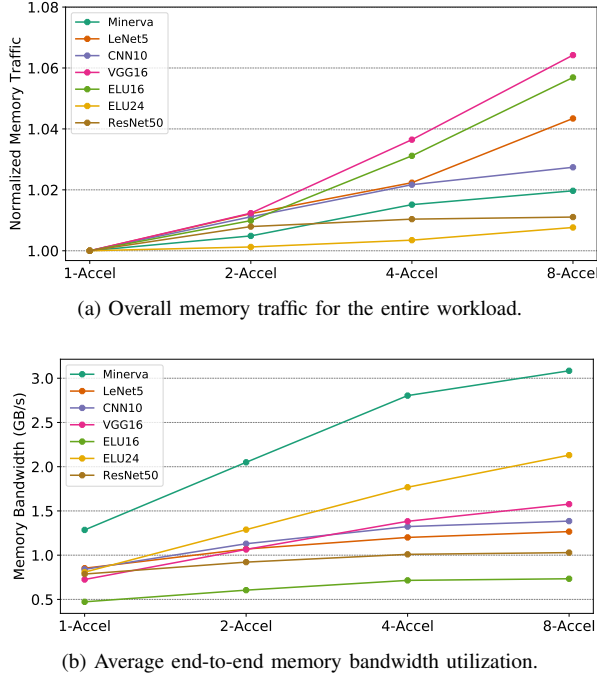 1.08
1.06
1.04
1.02
1.00
Normalized Memory Traffic
Minerva
LeNet5
CNN10
VGG16
ELU16
ELU24
ResNet50
1-Accel 2-Accel 4-Accel 8-Accel
(a) Overall memory traffic for the entire workload.
3.0
2.5
2.0
1.5
1.0
0.5
Memory Bandwidth (GB/s)
Minerva
LeNet5
CNN10
VGG16
ELU16
ELU24
ResNet50
1-Accel 2-Accel 4-Accel 8-Accel
(b) Average end-to-end memory bandwidth utilization.